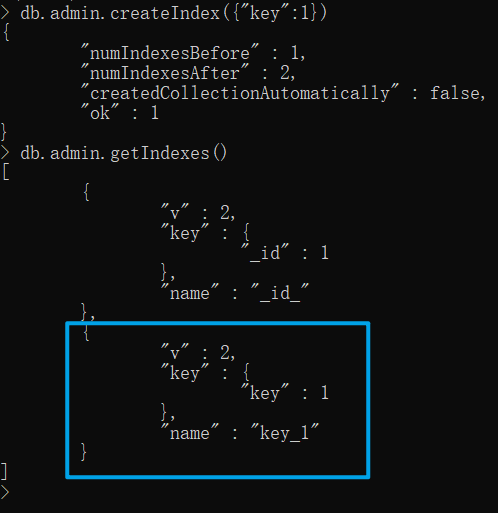 > db.admin.createIndex({"key":1})
{
        "numIndexesBefore" : 1,
        "numIndexesAfter" : 2,
        "createdCollectionAutomatically" : false,
        "ok" : 1
}
> db.admin.getIndexes()
[
        {
                "v" : 2,
                "key" : {
                        "_id" : 1
                },
                "name" : "_id_"
        },
        {
                "v" : 2,
                "key" : {
                        "key" : 1
                },
                "name" : "key_1"
        }
]
>